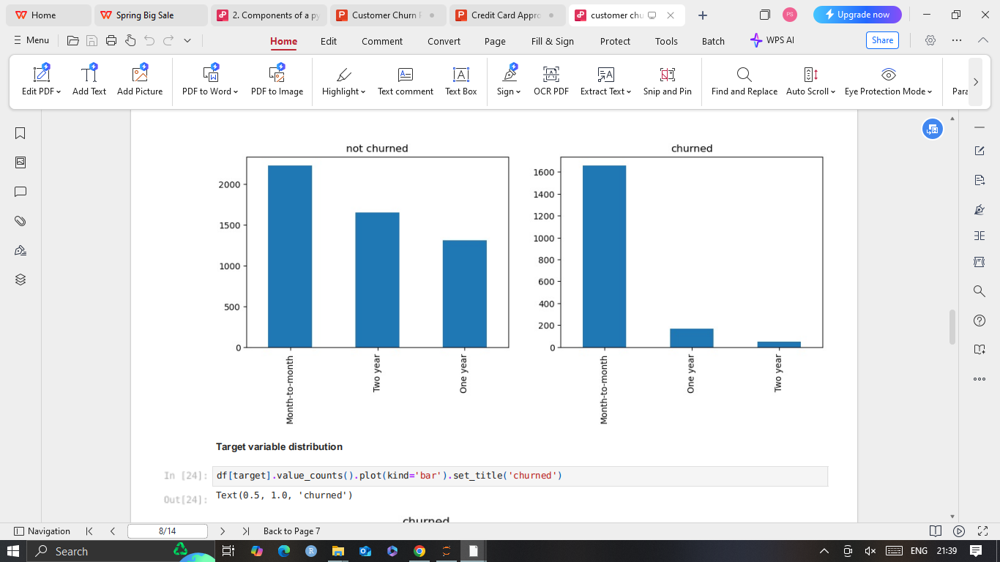 Home
Spring Big Sale
2. Components of a py
Customer Churn
Credit Card Appro
customer chu
PS
Upgrade now
Menu
Home
Edit
Comment
Convert
Page
Fill & Sign
Protect
Tools
Batch
WPS AI
Share
Edit PDF
Add Text
Add Picture
PDF to Word
PDF to Image
Highlight
Text comment
Text Box
Sign
OCR PDF
Extract Text
Snip and Pin
Find and Replace
Auto Scroll
Eye Protection Mode
Para
not churned
2000
1500
1000
500
0
Month-to-month
Two year
One year
churned
1600
1400
1200
1000
800
600
400
200
0
Month-to-month
One year
Two year
Target variable distribution
In [24]: df[target].value_counts().plot(kind='bar').set_title('churned')
Out[24]: Text(0.5, 1.0, 'churned')
churned
Navigation
8/14
Back to Page 7
Search
ENG
21:39